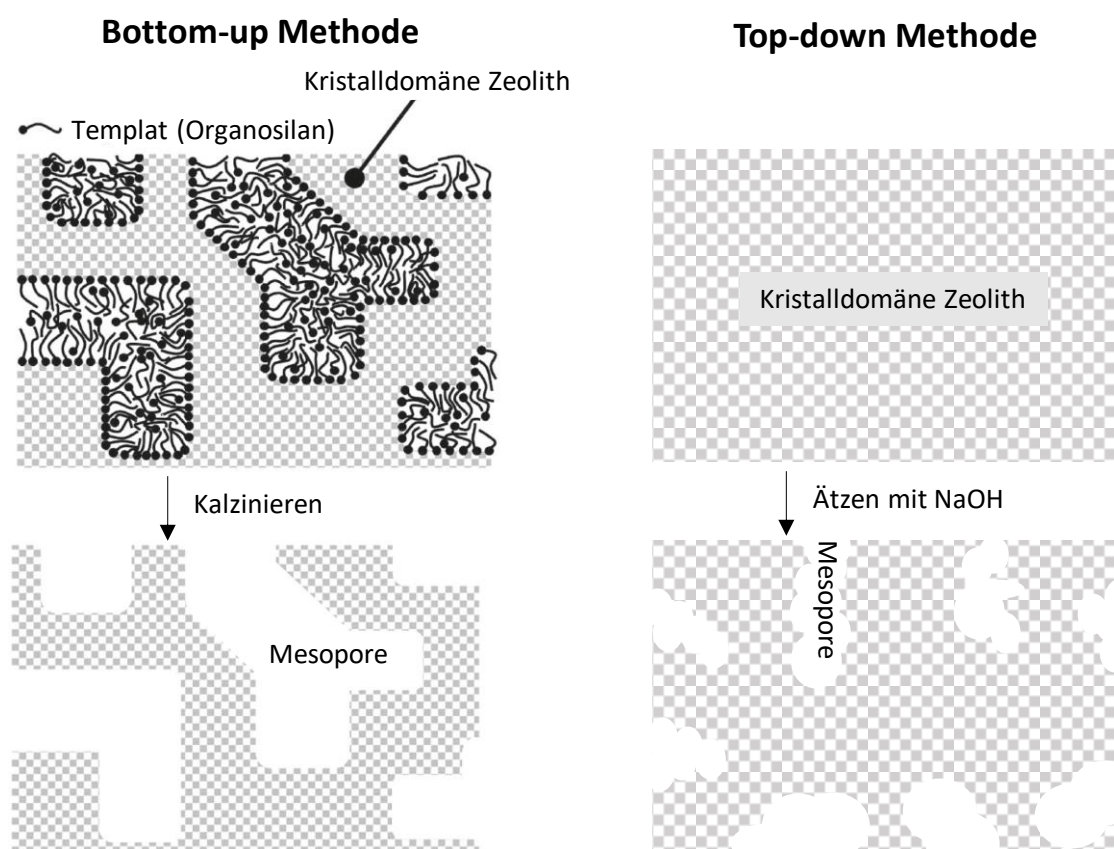 Bottom-up Methode
Kristalldomäne Zeolith
Templat (Organosilan)
Kalzinieren
Mesopore
Top-down Methode
Kristalldomäne Zeolith
Ätzen mit NaOH
Mesopore